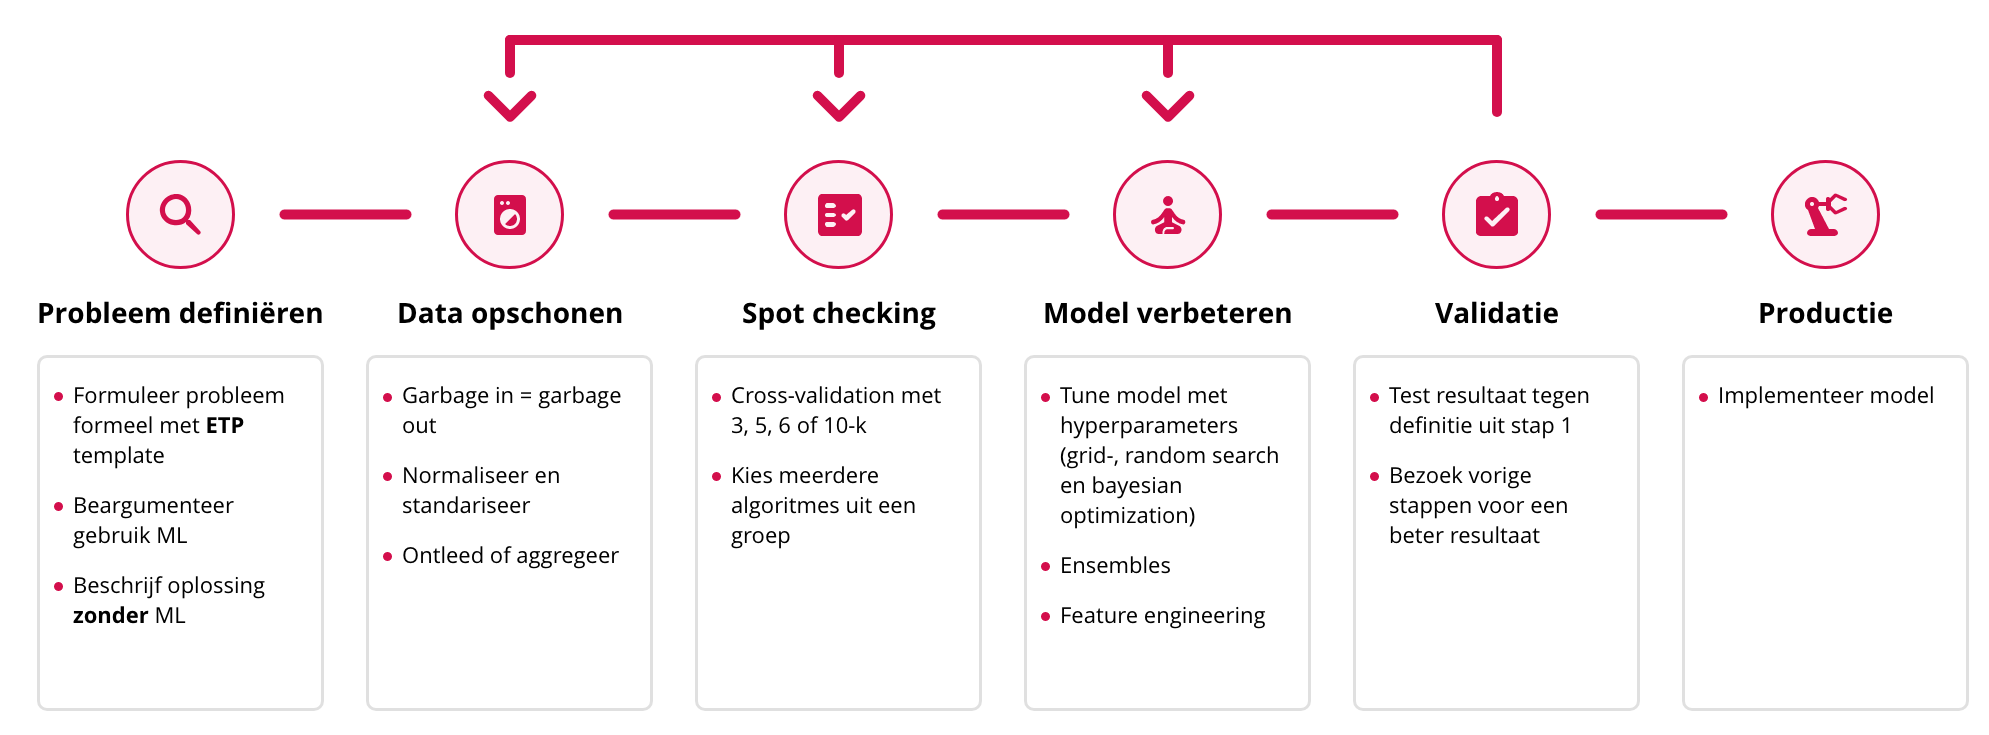 Probleem definiëren
Formuleer probleem
formeel met ETP
template
Beargumenteer
gebruik ML
Beschrijf oplossing
zonder ML
Data opschonen
Garbage in = garbage
out
Normaliseer en
standariseer
Ontleed of aggregeer
Spot checking
Cross-validation met
3, 5, 6 of 10-k
Kies meerdere
algoritmes uit een
groep
Model verbeteren
Tune model met
hyperparameters
(grid-, random search
en bayesian
optimization)
Ensembles
Feature engineering
Validatie
Test resultaat tegen
definitie uit stap 1
Bezoek vorige
stappen voor een
beter resultaat
Productie
Implementeer model